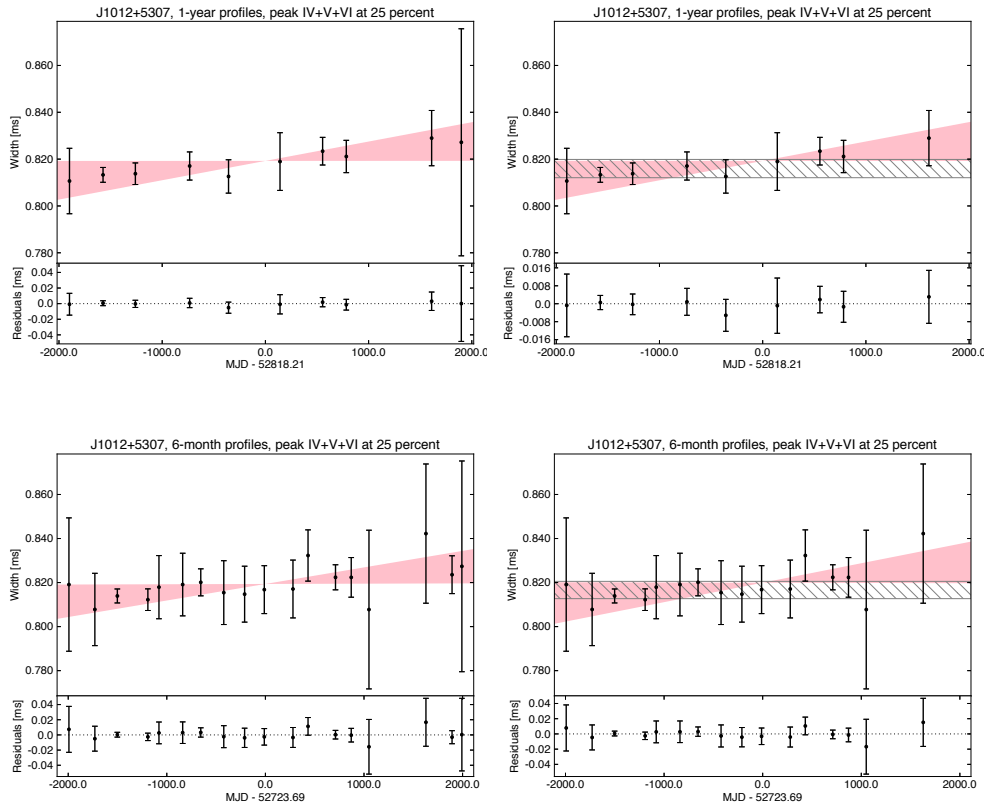 J1012+5307, 1-year profiles, peak IV+V+VI at 25 percent
0.860
0.840
0.820
0.800
0.780
Width [ms]
0.04
0.02
0.0
-0.02
-0.04
Residuals [ms]
-2000.0 -1000.0 0.0 1000.0 2000.0
MJD - 52818.21
J1012+5307, 1-year profiles, peak IV+V+VI at 25 percent
0.860
0.840
0.820
0.800
0.780
Width [ms]
0.016
0.008
0.0
-0.008
-0.016
Residuals [ms]
-2000.0 -1000.0 0.0 1000.0 2000.0
MJD - 52818.21
J1012+5307, 6-month profiles, peak IV+V+VI at 25 percent
0.860
0.840
0.820
0.800
0.780
Width [ms]
0.04
0.02
0.0
-0.02
-0.04
Residuals [ms]
-2000.0 -1000.0 0.0 1000.0 2000.0
MJD - 52723.69
J1012+5307, 6-month profiles, peak IV+V+VI at 25 percent
0.860
0.840
0.820
0.800
0.780
Width [ms]
0.04
0.02
0.0
-0.02
-0.04
Residuals [ms]
-2000.0 -1000.0 0.0 1000.0 2000.0
MJD - 52723.69